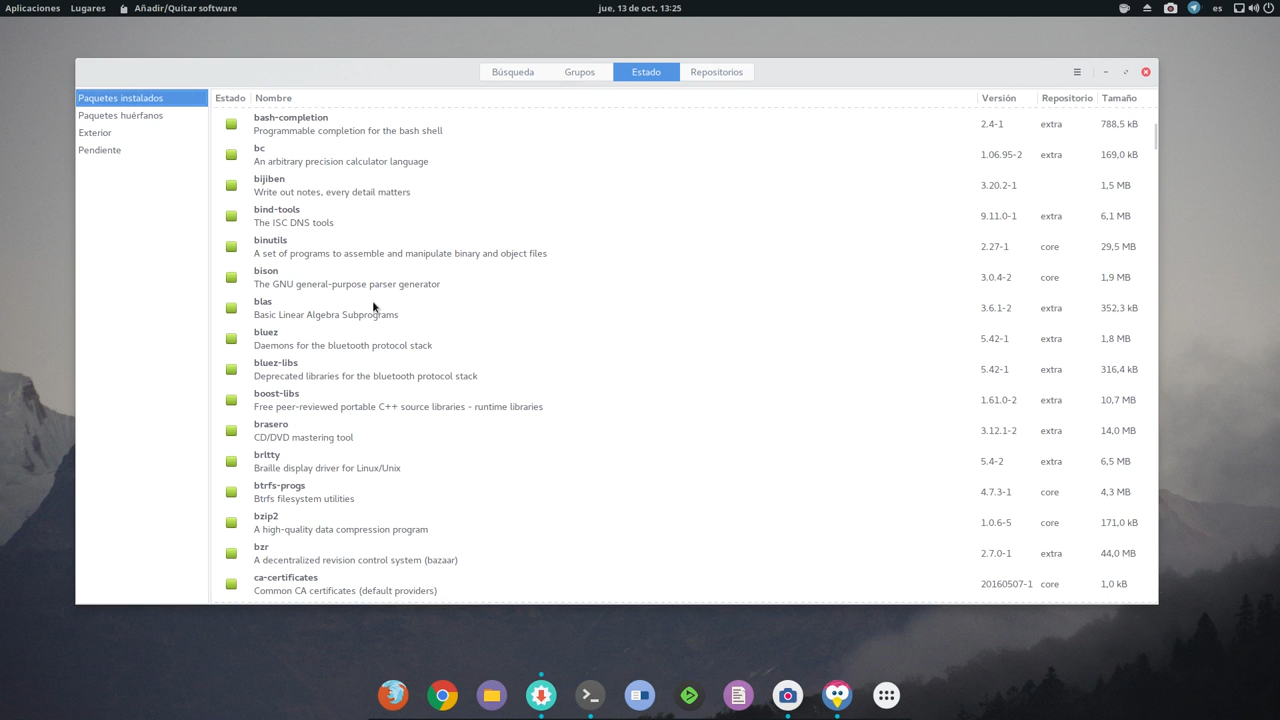 Aplicaciones Lugares Añadir/Quitar software jue, 13 de oct, 13:25 es
Búsqueda Grupos Estado Repositorios
Paquetes instalados
Paquetes huérfanos
Exterior
Pendiente
Estado Nombre Versión Repositorio Tamaño
bash-completion
Programmable completion for the bash shell 2.4-1 extra 788,5 kB
bc
An arbitrary precision calculator language 1.06.95-2 extra 169,0 kB
bijiben
Write out notes, every detail matters 3.20.2-1 1,5 MB
bind-tools
The ISC DNS tools 9.11.0-1 extra 6,1 MB
binutils
A set of programs to assemble and manipulate binary and object files 2.27-1 core 29,5 MB
bison
The GNU general-purpose parser generator 3.0.4-2 core 1,9 MB
blas
Basic Linear Algebra Subprograms 3.6.1-2 extra 352,3 kB
bluez
Daemons for the bluetooth protocol stack 5.42-1 extra 1,8 MB
bluez-libs
Deprecated libraries for the bluetooth protocol stack 5.42-1 extra 316,4 kB
boost-libs
Free peer-reviewed portable C++ source libraries - runtime libraries 1.61.0-2 extra 10,7 MB
brasero
CD/DVD mastering tool 3.12.1-2 extra 14,0 MB
brltty
Braille display driver for Linux/Unix 5.4-2 extra 6,5 MB
btrfs-progs
Btrfs filesystem utilities 4.7.3-1 core 4,3 MB
bzip2
A high-quality data compression program 1.0.6-5 core 171,0 kB
bzr
A decentralized revision control system (bazaar) 2.7.0-1 extra 44,0 MB
ca-certificates
Common CA certificates (default providers) 20160507-1 core 1,0 kB